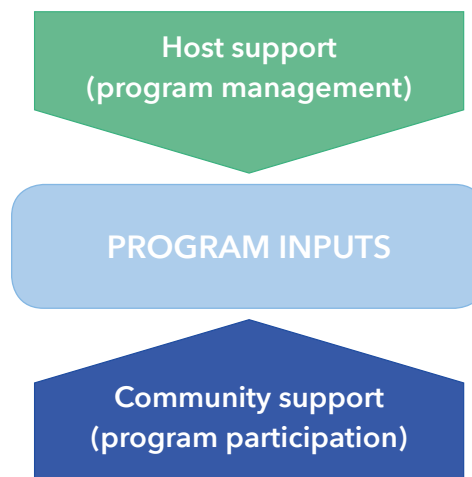 Host support
(program management)
PROGRAM INPUTS
Community support
(program participation)